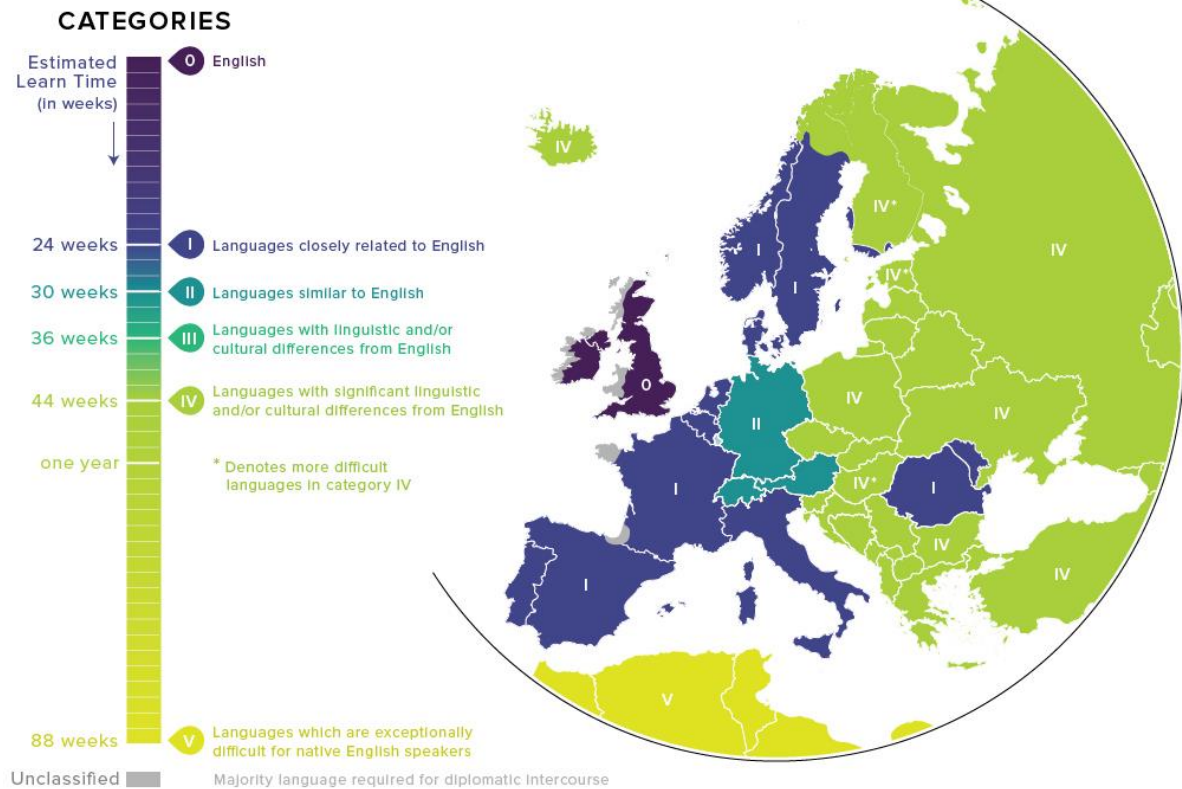 CATEGORIES
Estimated
Learn Time
(in weeks)
0 English
24 weeks
I Languages closely related to English
30 weeks
II Languages similar to English
36 weeks
III Languages with linguistic and/or
cultural differences from English
44 weeks
IV Languages with significant linguistic
and/or cultural differences from English
one year
* Denotes more difficult
languages in category IV
88 weeks
V Languages which are exceptionally
difficult for native English speakers
Unclassified
Majority language required for diplomatic intercourse
IV
IV*
I
IV
IV*
I
0
IV
II
IV
I
IV*
I
IV
I
IV
V